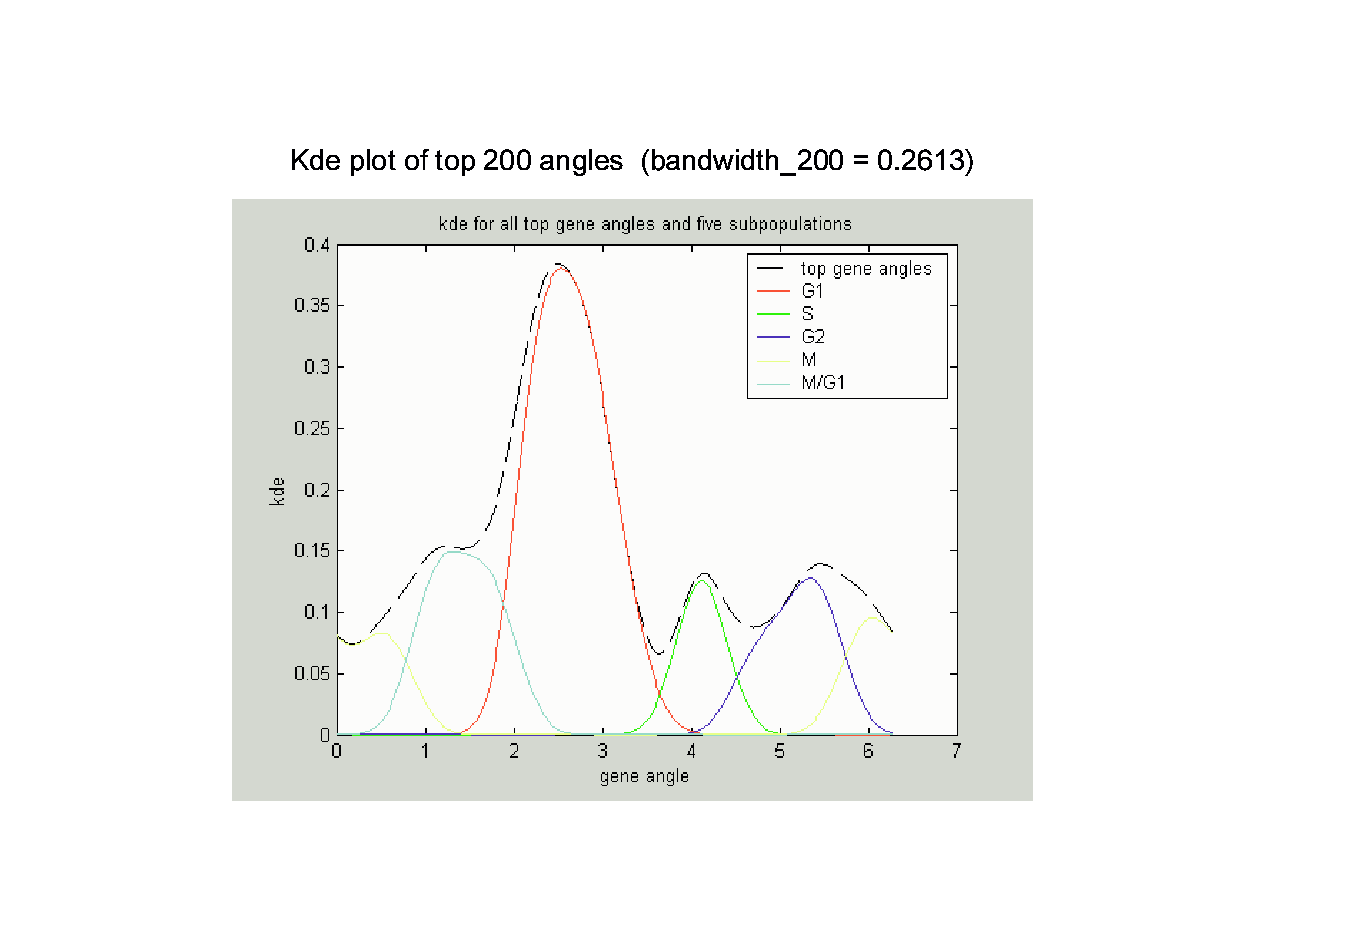 Kde plot of top 200 angles (bandwidth_200 = 0.2613)
kde for all top gene angles and five subpopulations
0.4
0.35
0.3
0.25
0.2
0.15
0.1
0.05
0
kde
top gene angles
G1
S
G2
M
M/G1
0 1 2 3 4 5 6 7
gene angle